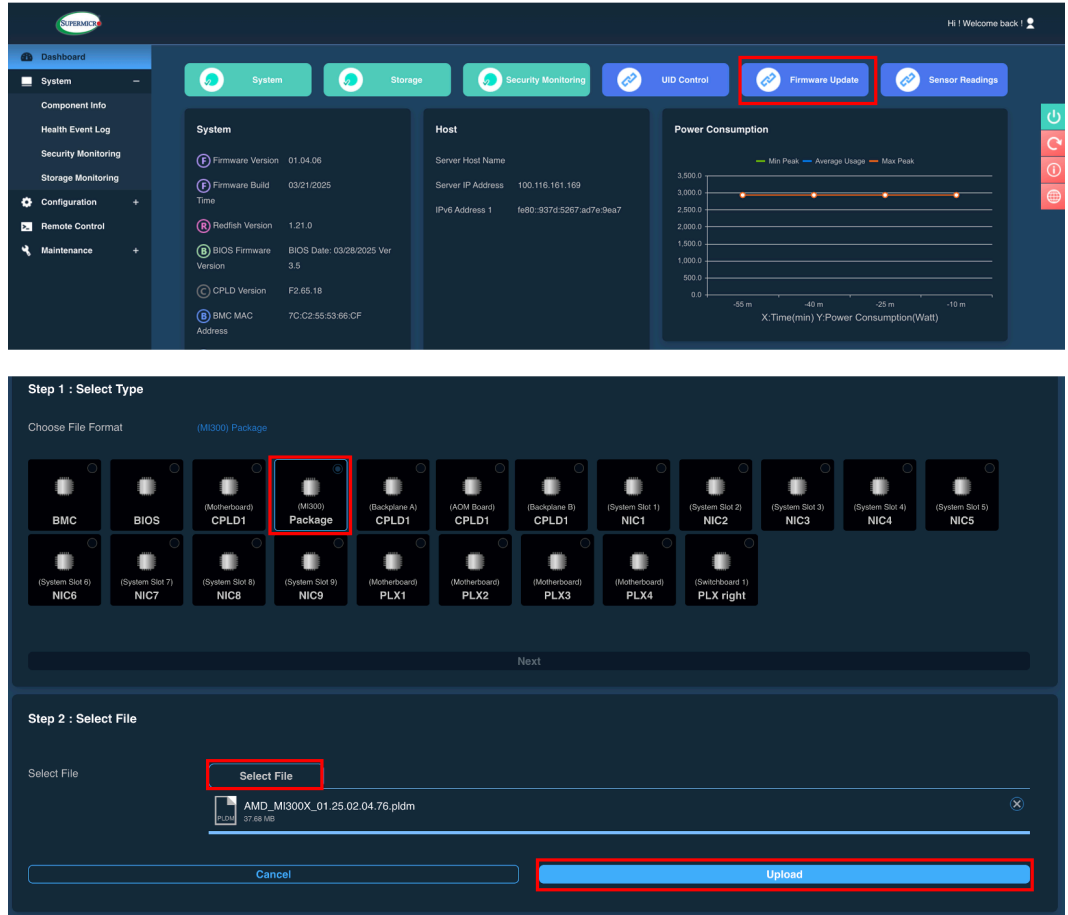 SUPERMICR
Hi ! Welcome back !
Dashboard
System −
Component Info
Health Event Log
Security Monitoring
Storage Monitoring
Configuration +
Remote Control
Maintenance +
System
Storage
Security Monitoring
UID Control
Firmware Update
Sensor Readings
System
F Firmware Version 01.04.06
F Firmware Build 03/21/2025
Time
R Redfish Version 1.21.0
B BIOS Firmware BIOS Date: 03/28/2025 Ver
Version 3.5
C CPLD Version F2.65.18
B BMC MAC 7C:C2:55:53:66:CF
Address
Host
Server Host Name
Server IP Address 100.116.161.169
IPv6 Address 1 fe80::937d:5267:ad7e:9ea7
Power Consumption
Min Peak Average Usage Max Peak
3,500.0
3,000.0
2,500.0
2,000.0
1,500.0
1,000.0
500.0
0.0
-55 m -40 m -25 m -10 m
X:Time(min) Y:Power Consumption(Watt)
Step 1 : Select Type
Choose File Format (MI300) Package
BMC
BIOS
(Motherboard)
CPLD1
(MI300)
Package
(Backplane A)
CPLD1
(AOM Board)
CPLD1
(Backplane B)
CPLD1
(System Slot 1)
NIC1
(System Slot 2)
NIC2
(System Slot 3)
NIC3
(System Slot 4)
NIC4
(System Slot 5)
NIC5
(System Slot 6)
NIC6
(System Slot 7)
NIC7
(System Slot 8)
NIC8
(System Slot 9)
NIC9
(Motherboard)
PLX1
(Motherboard)
PLX2
(Motherboard)
PLX3
(Motherboard)
PLX4
(Switchboard 1)
PLX right
Next
Step 2 : Select File
Select File
Select File
PLDM
AMD_MI300X_01.25.02.04.76.pldm
37.68 MB
Cancel
Upload